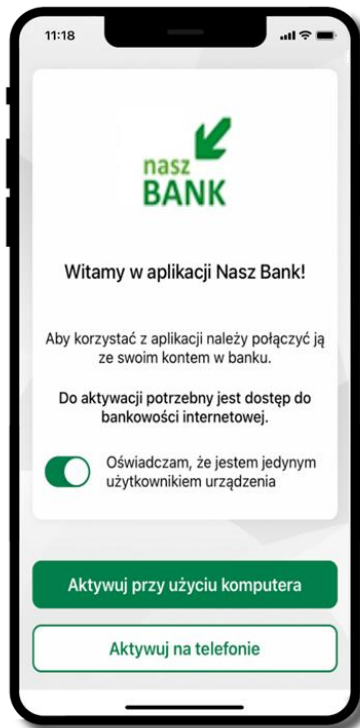 11:18
nasz
BANK
Witamy w aplikacji Nasz Bank!
Aby korzystać z aplikacji należy połączyć ją
ze swoim kontem w banku.
Do aktywacji potrzebny jest dostęp do
bankowości internetowej.
Oświadczam, że jestem jedynym
użytkownikiem urządzenia
Aktywuj przy użyciu komputera
Aktywuj na telefonie